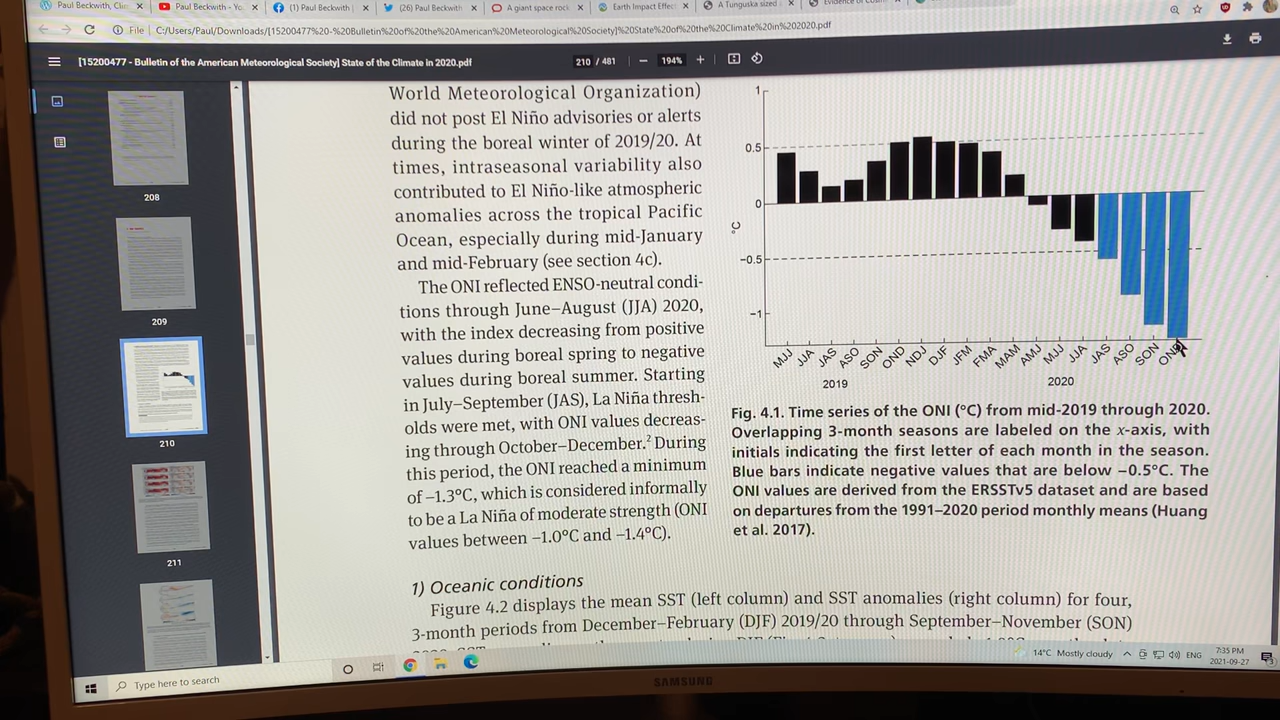 Paul Beckwith, Clim
Paul Beckwith - Yo
(1) Paul Beckwith
(26) Paul Beckwith
A giant space rock
Earth Impact Effec
A Tunguska sized
File | C:/Users/Paul/Downloads/[15200477%20-%20Bulletin%20of%20the%20American%20Meteorological%20Society]%20State%20of%20the%20Climate%20in%202020.pdf
[15200477 - Bulletin of the American Meteorological Society] State of the Climate in 2020.pdf
210 / 481 — 194% +
208
209
210
211
World Meteorological Organization)
did not post El Niño advisories or alerts
during the boreal winter of 2019/20. At
times, intraseasonal variability also
contributed to El Niño-like atmospheric
anomalies across the tropical Pacific
Ocean, especially during mid-January
and mid-February (see section 4c).
The ONI reflected ENSO-neutral condi-
tions through June–August (JJA) 2020,
with the index decreasing from positive
values during boreal spring to negative
values during boreal summer. Starting
in July–September (JAS), La Niña thresh-
olds were met, with ONI values decreas-
ing through October–December.2 During
this period, the ONI reached a minimum
of –1.3°C, which is considered informally
to be a La Niña of moderate strength (ONI
values between –1.0°C and –1.4°C).
1
0.5
0
−0.5
−1
°C
MJJ JJA JAS ASO SON OND NDJ DJF JFM FMA MAM AMJ MJJ JJA JAS ASO SON
2019 2020
Fig. 4.1. Time series of the ONI (°C) from mid-2019 through 2020.
Overlapping 3-month seasons are labeled on the x-axis, with
initials indicating the first letter of each month in the season.
Blue bars indicate negative values that are below −0.5°C. The
ONI values are derived from the ERSSTv5 dataset and are based
on departures from the 1991–2020 period monthly means (Huang
et al. 2017).
1) Oceanic conditions
Figure 4.2 displays the mean SST (left column) and SST anomalies (right column) for four,
3-month periods from December–February (DJF) 2019/20 through September–November (SON)
Type here to search
14°C Mostly cloudy
ENG
7:35 PM
2021-09-27
SAMSUNG